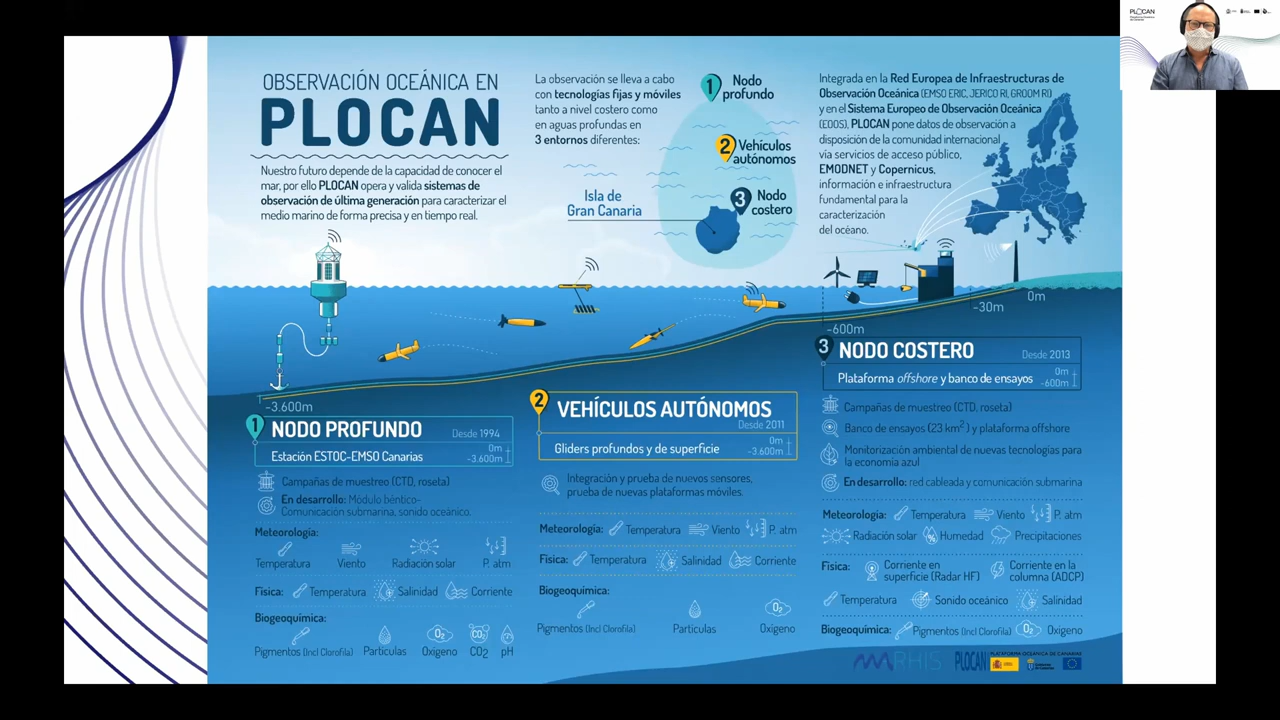 OBSERVACIÓN OCEÁNICA EN
PLOCAN
Nuestro futuro depende de la capacidad de conocer el
mar, por ello PLOCAN opera y valida sistemas de
observación de última generación para caracterizar el
medio marino de forma precisa y en tiempo real.
La observación se lleva a cabo
con tecnologías fijas y móviles
tanto a nivel costero como
en aguas profundas en
3 entornos diferentes:
1 Nodo
profundo
2 Vehículos
autónomos
3 Nodo
costero
Isla de
Gran Canaria
Integrada en la Red Europea de Infraestructuras de
Observación Oceánica (EMSO ERIC, JERICO RI, GROOM RI)
y en el Sistema Europeo de Observación Oceánica
(EOOS), PLOCAN pone datos de observación a
disposición de la comunidad internacional
vía servicios de acceso público,
EMODNET y Copernicus,
información e infraestructura
fundamental para la
caracterización
del océano.
0m
-30m
-600m
-3.600m
1 NODO PROFUNDO Desde 1994
Estación ESTOC-EMSO Canarias
0m
-3.600m
Campañas de muestreo (CTD, roseta)
En desarrollo: Módulo béntico-
Comunicación submarina, sonido oceánico.
Meteorología:
Temperatura Viento Radiación solar P. atm
Física: Temperatura Salinidad Corriente
Biogeoquímica:
Pigmentos (Incl Clorofila) Partículas Oxígeno CO2 pH
O2 CO2
2 VEHÍCULOS AUTÓNOMOS
Desde 2011
Gliders profundos y de superficie
0m
-3.600m
Integración y prueba de nuevos sensores,
prueba de nuevas plataformas móviles.
Meteorología: Temperatura Viento P. atm
Física: Temperatura Salinidad Corriente
Biogeoquímica:
O2
Pigmentos (Incl Clorofila) Partículas Oxígeno
3 NODO COSTERO Desde 2013
Plataforma offshore y banco de ensayos
0m
-600m
Campañas de muestreo (CTD, roseta)
Banco de ensayos (23 km2) y plataforma offshore
Monitorización ambiental de nuevas tecnologías para
la economía azul
En desarrollo: red cableada y comunicación submarina
Meteorología: Temperatura Viento P. atm
Radiación solar Humedad Precipitaciones
Física: Corriente en
superficie (Radar HF)
Corriente en la
columna (ADCP)
Temperatura Sonido oceánico Salinidad
Biogeoquímica: Pigmentos (Incl Clorofila) O2 Oxígeno
RHIS
PLOCAN PLATAFORMA OCEÁNICA DE CANARIAS
PLOCAN